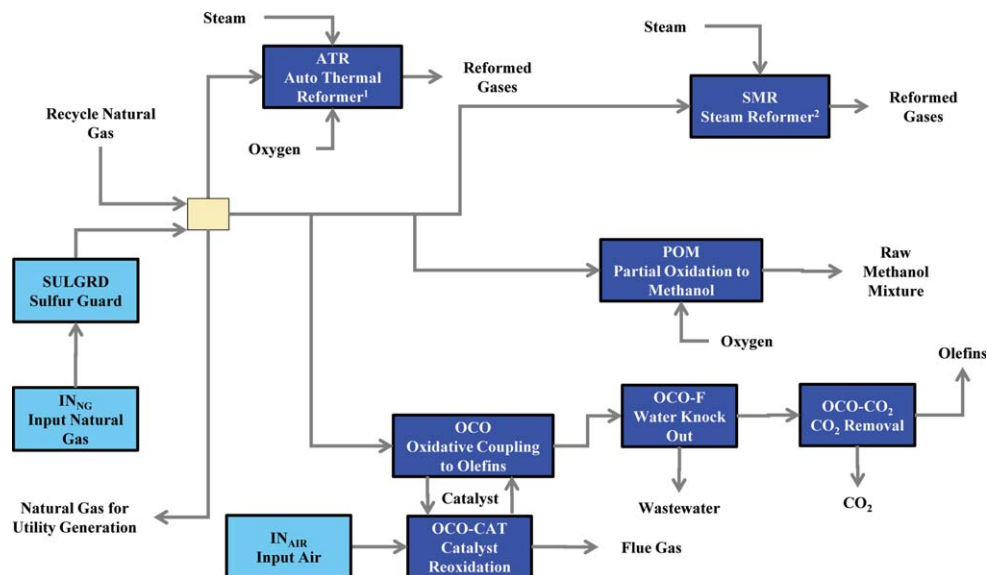 Steam
ATR
Auto Thermal
Reformer¹
Reformed
Gases
Oxygen
Steam
SMR
Steam Reformer²
Reformed
Gases
Recycle Natural
Gas
SULGRD
Sulfur Guard
IN_NG
Input Natural
Gas
Natural Gas for
Utility Generation
POM
Partial Oxidation to
Methanol
Raw
Methanol
Mixture
Oxygen
OCO
Oxidative Coupling
to Olefins
Catalyst
OCO-F
Water Knock
Out
Wastewater
OCO-CO₂
CO₂ Removal
Olefins
CO₂
IN_AIR
Input Air
OCO-CAT
Catalyst
Reoxidation
Flue Gas